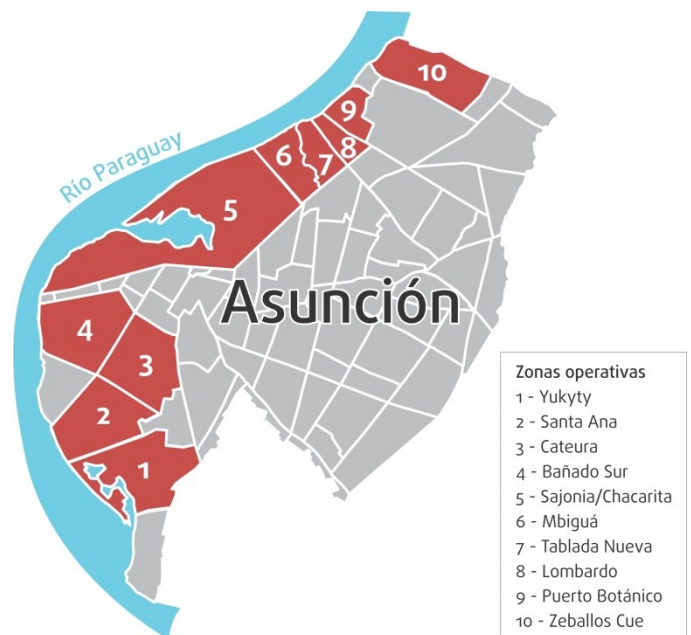 10
9
8
7
6
Río Paraguay
5
Asunción
4
3
2
1
Zonas operativas
1 - Yukyty
2 - Santa Ana
3 - Cateura
4 - Bañado Sur
5 - Sajonia/Chacarita
6 - Mbiguá
7 - Tablada Nueva
8 - Lombardo
9 - Puerto Botánico
10 - Zeballos Cue